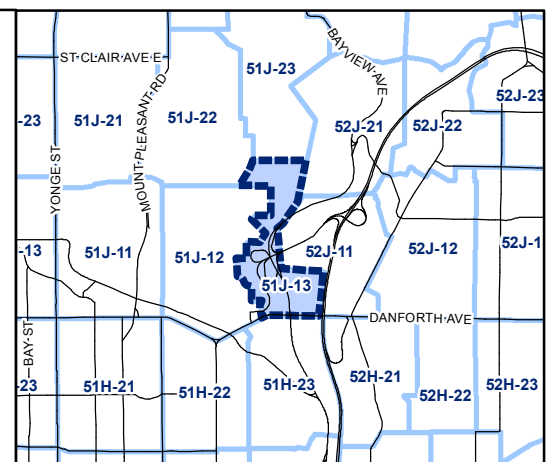 ST CLAIR AVE E
BAYVIEW AVE
51J-23
52J-23
-23
51J-21
51J-22
52J-21
52J-22
MOUNT PLEASANT RD
YONGE ST
-13
51J-11
51J-12
52J-11
52J-12
52J-1
51J-13
DANFORTH AVE
BAY ST
-23
51H-21
51H-22
51H-23
52H-21
52H-22
52H-23